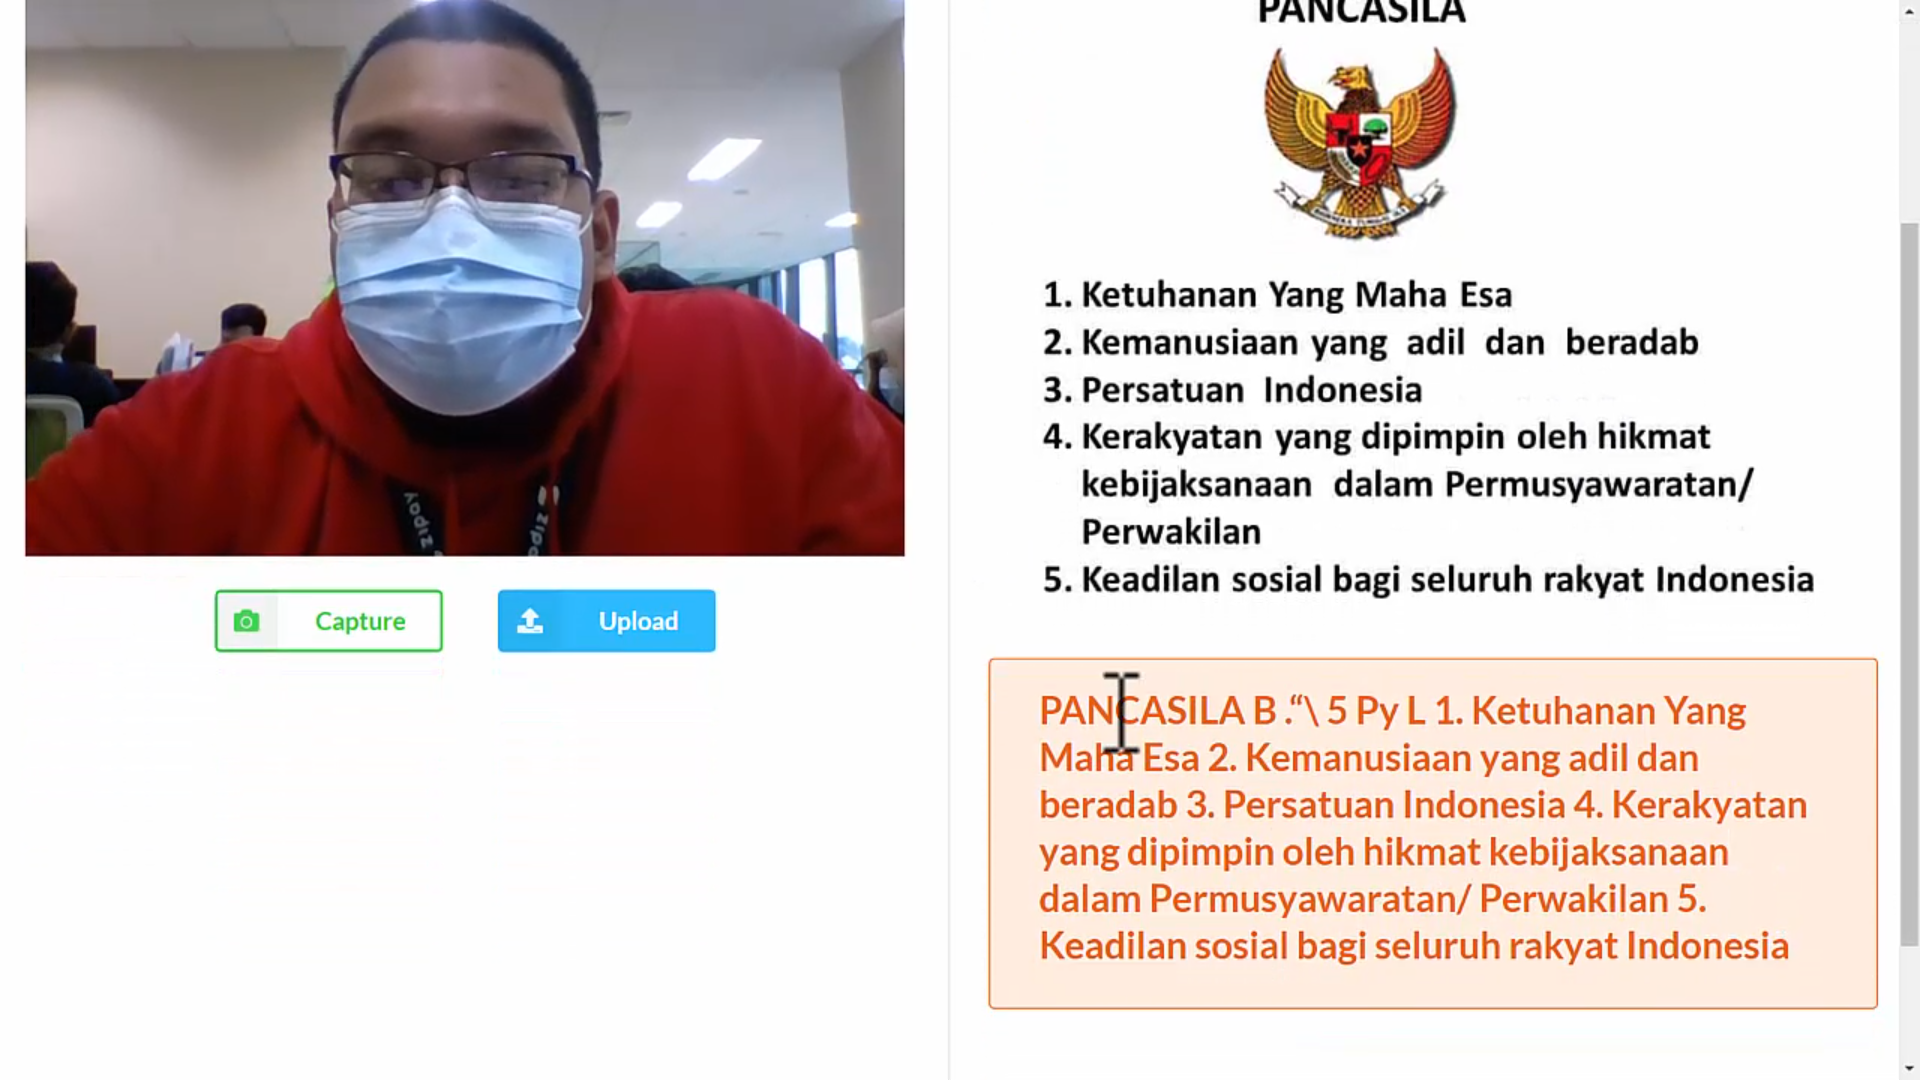 PANCASILA
1. Ketuhanan Yang Maha Esa
2. Kemanusiaan yang adil dan beradab
3. Persatuan Indonesia
4. Kerakyatan yang dipimpin oleh hikmat
kebijaksanaan dalam Permusyawaratan/
Perwakilan
5. Keadilan sosial bagi seluruh rakyat Indonesia
zipay
Capture
Upload
PANCASILA B .“\ 5 Py L 1. Ketuhanan Yang
Maha Esa 2. Kemanusiaan yang adil dan
beradab 3. Persatuan Indonesia 4. Kerakyatan
yang dipimpin oleh hikmat kebijaksanaan
dalam Permusyawaratan/ Perwakilan 5.
Keadilan sosial bagi seluruh rakyat Indonesia